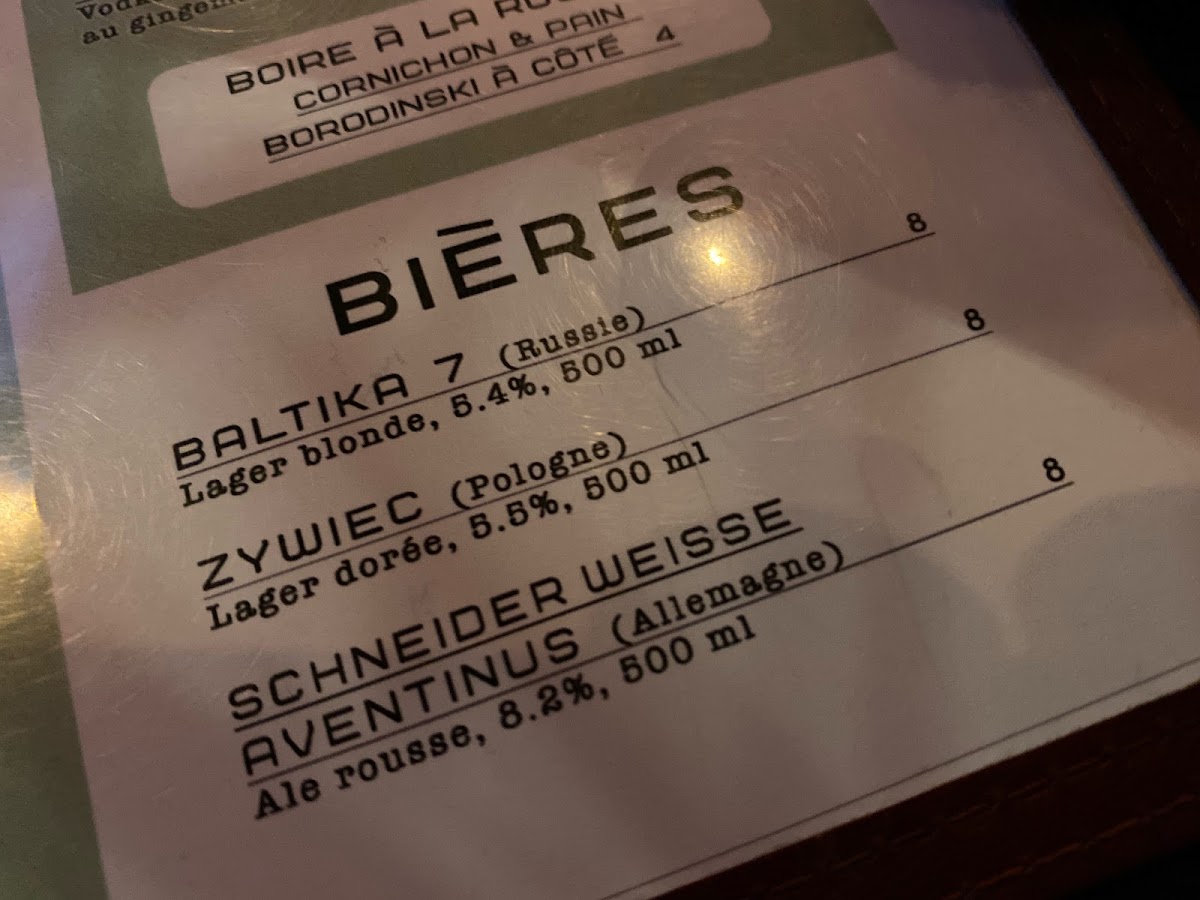 au
BOIRE À LA
CORNICHON & PAIN
BORODINSKI À CÔTÉ 4
BIÈRES
BALTIKA 7 (Russie) 8
Lager blonde, 5.4%, 500 ml
ZYWIEC (Pologne) 8
Lager dorée, 5.5%, 500 ml
SCHNEIDER WEISSE
AVENTINUS (Allemagne) 8
Ale rousse, 8.2%, 500 ml